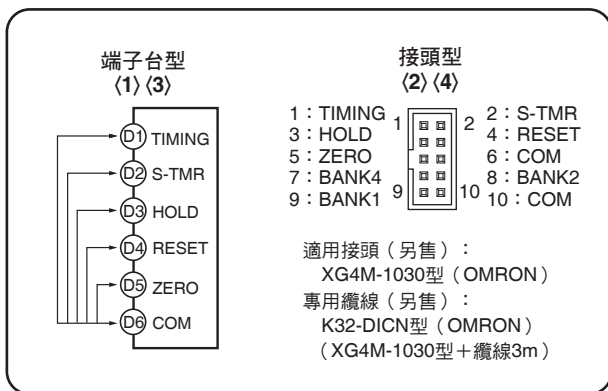 端子台型
〈1〉〈3〉
D1 TIMING
D2 S-TMR
D3 HOLD
D4 RESET
D5 ZERO
D6 COM
接頭型
〈2〉〈4〉
1：TIMING
3：HOLD
5：ZERO
7：BANK4
9：BANK1
1 2
9 10
2：S-TMR
4：RESET
6：COM
8：BANK2
10：COM
適用接頭（另售）：
XG4M-1030型（OMRON）
專用纜線（另售）：
K32-DICN型（OMRON）
（XG4M-1030型＋纜線3m）